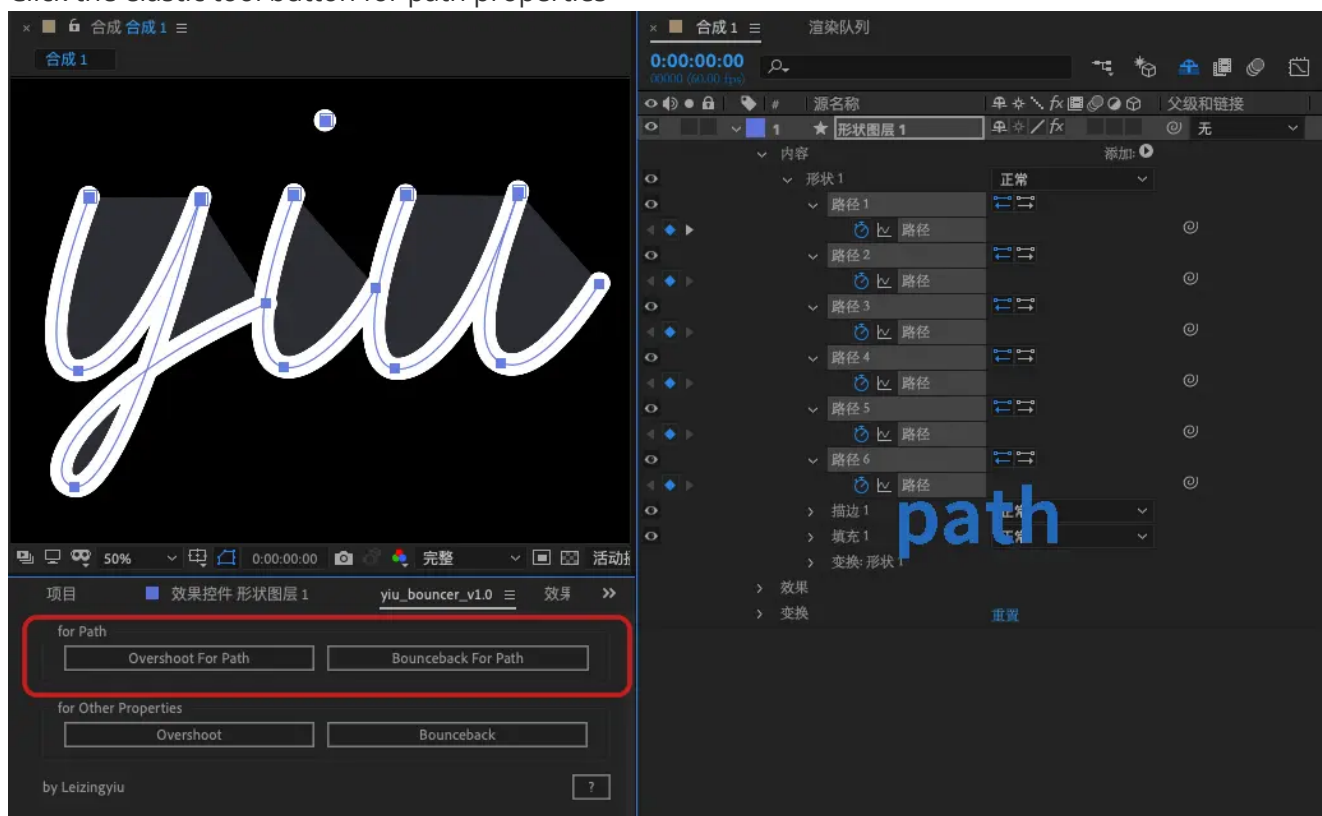 Click the elastic tool button for path properties
合成 合成 1
合成 1
yiu
50%
0:00:00:00
完整
项目
效果控件 形状图层 1
yiu_bouncer_v1.0
效果
for Path
Overshoot For Path
Bounceback For Path
for Other Properties
Overshoot
Bounceback
by Leizingyiu
?
合成 1
渲染队列
0:00:00:00
00000 (60.00 fps)
# 源名称 父级和链接
1 形状图层 1 无
内容 添加:
形状 1 正常
路径 1
路径
路径 2
路径
路径 3
路径
路径 4
路径
路径 5
路径
路径 6
路径
描边 1
path
填充 1
变换: 形状 1
效果
变换 重置